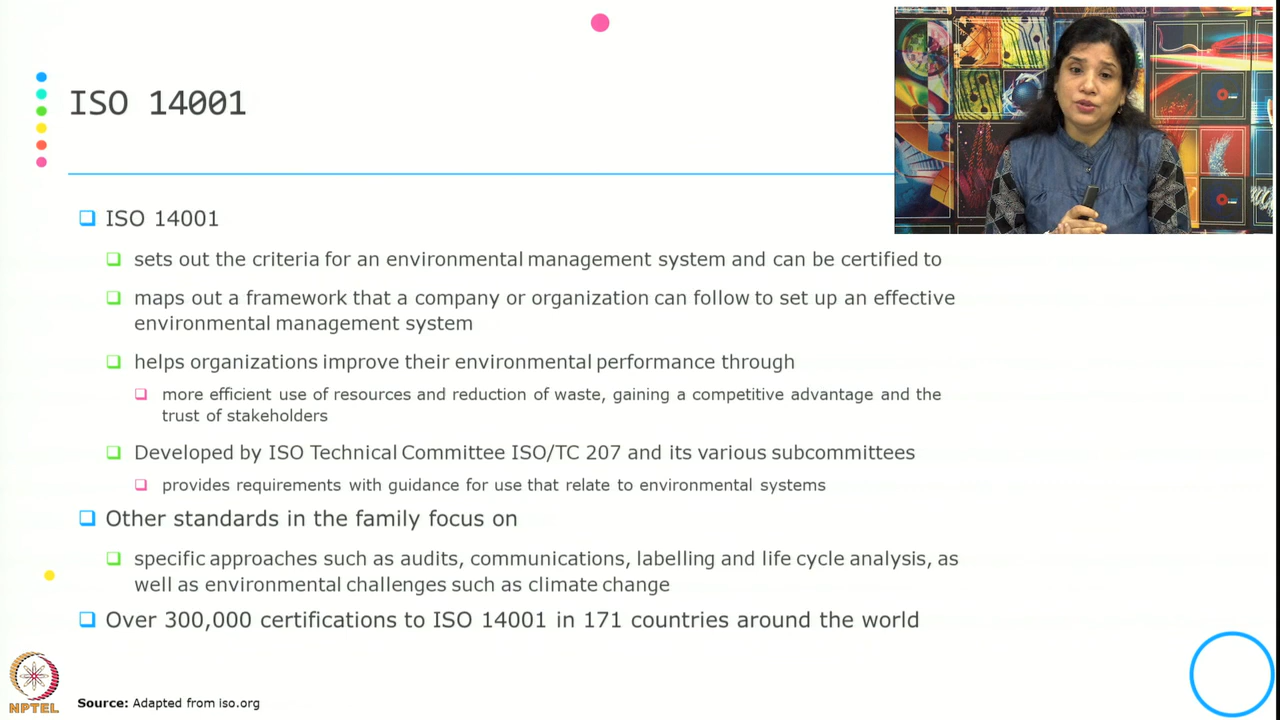 ISO 14001
ISO 14001
sets out the criteria for an environmental management system and can be certified to
maps out a framework that a company or organization can follow to set up an effective
environmental management system
helps organizations improve their environmental performance through
more efficient use of resources and reduction of waste, gaining a competitive advantage and the
trust of stakeholders
Developed by ISO Technical Committee ISO/TC 207 and its various subcommittees
provides requirements with guidance for use that relate to environmental systems
Other standards in the family focus on
specific approaches such as audits, communications, labelling and life cycle analysis, as
well as environmental challenges such as climate change
Over 300,000 certifications to ISO 14001 in 171 countries around the world
NPTEL
Source: Adapted from iso.org